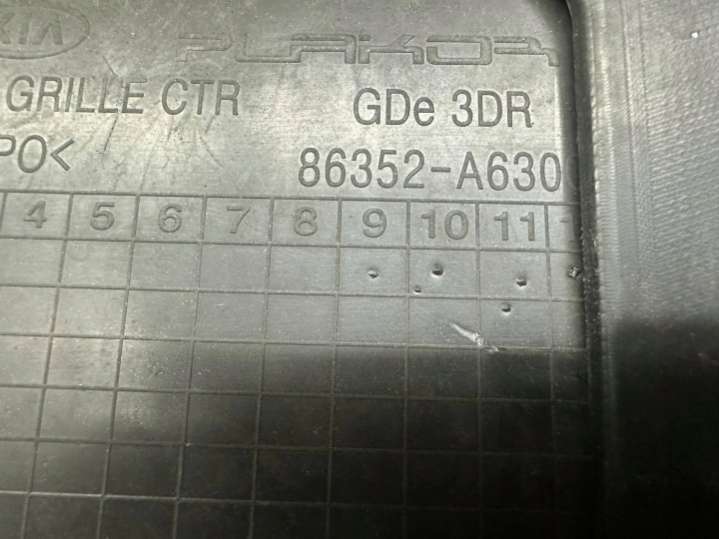 KIA PLAKOR
GRILLE CTR GDe 3DR
PO< 86352-A630
4 5 6 7 8 9 10 11